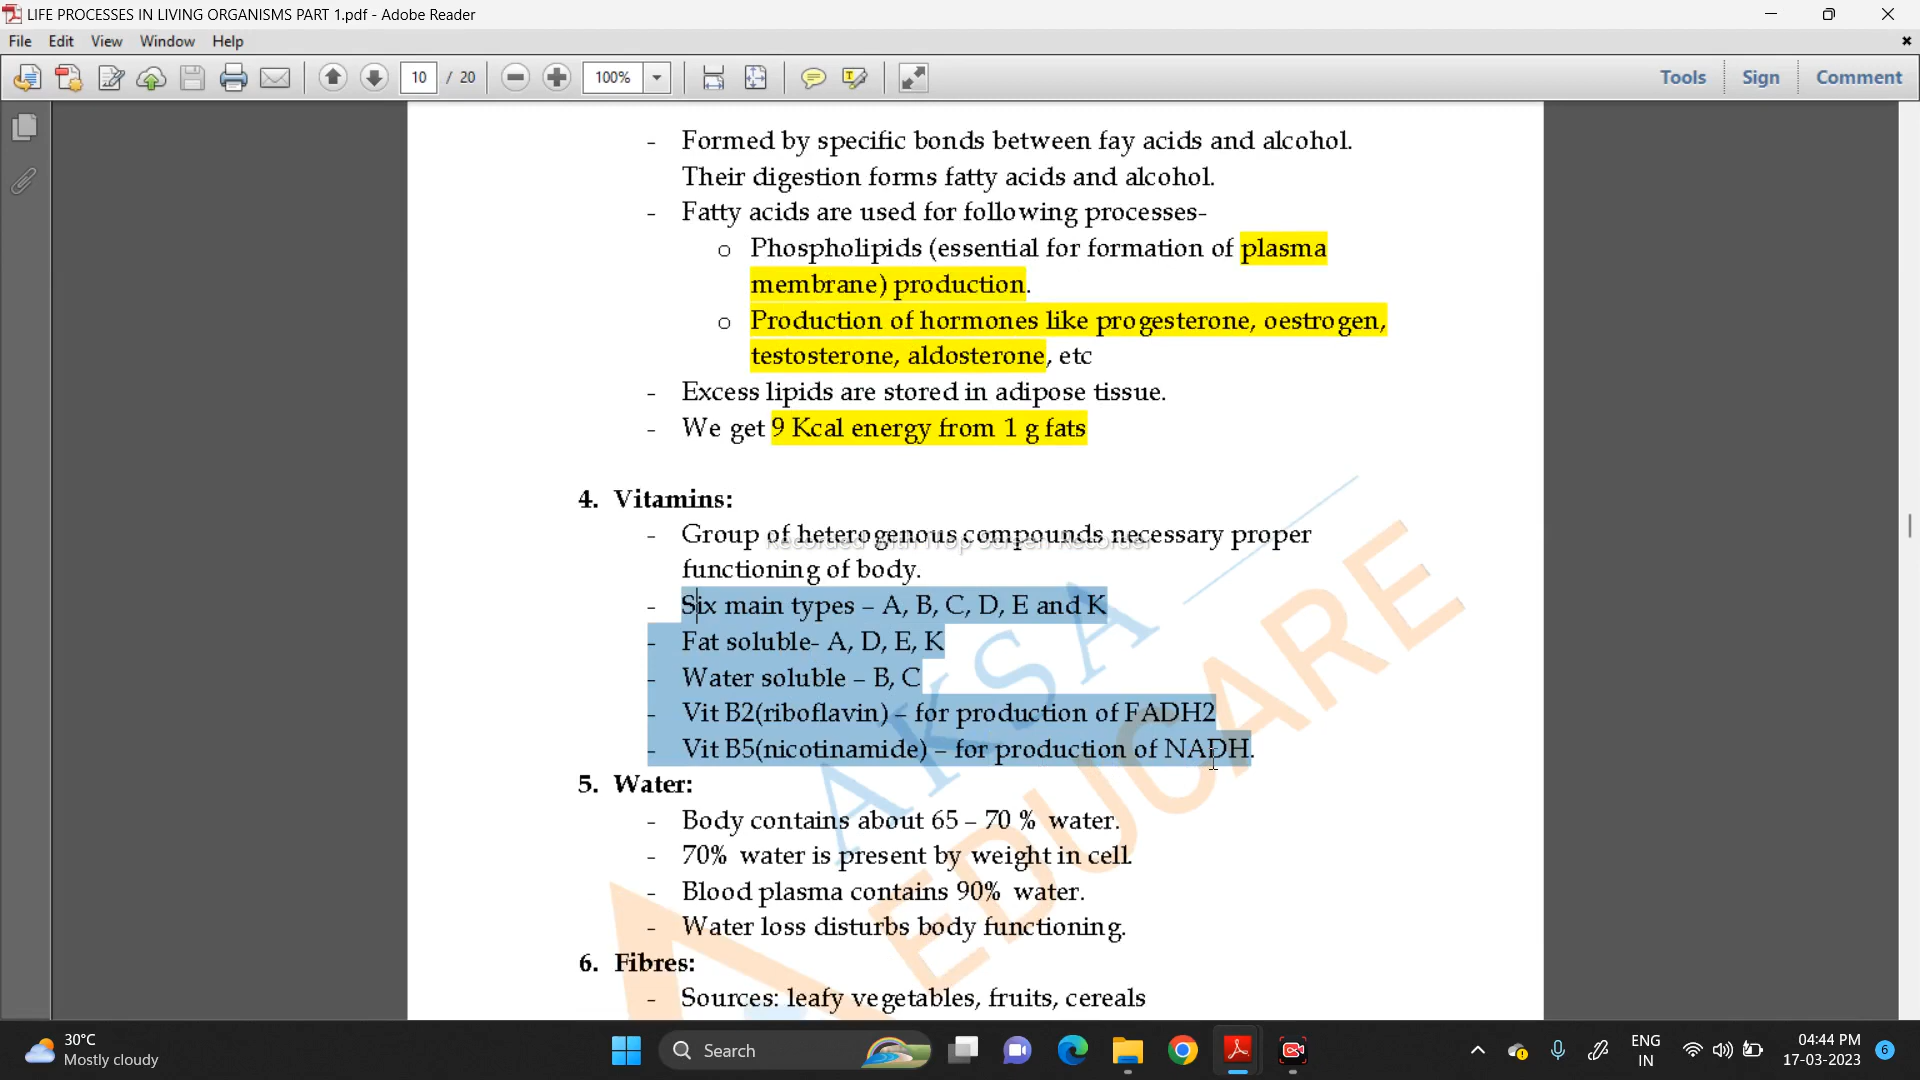 LIFE PROCESSES IN LIVING ORGANISMS PART 1.pdf - Adobe Reader
File Edit View Window Help
10 / 20 100% Tools Sign Comment
- Formed by specific bonds between fay acids and alcohol.
Their digestion forms fatty acids and alcohol.
- Fatty acids are used for following processes-
o Phospholipids (essential for formation of plasma
membrane) production.
o Production of hormones like progesterone, oestrogen,
testosterone, aldosterone, etc
- Excess lipids are stored in adipose tissue.
- We get 9 Kcal energy from 1 g fats
4. Vitamins:
- Group of heterogenous compounds necessary proper
Recorded with iTop Screen Recorder
functioning of body.
- Six main types – A, B, C, D, E and K
- Fat soluble- A, D, E, K
- Water soluble – B, C
- Vit B2(riboflavin) – for production of FADH2
- Vit B5(nicotinamide) – for production of NADH.
5. Water:
- Body contains about 65 – 70 % water.
- 70% water is present by weight in cell.
- Blood plasma contains 90% water.
- Water loss disturbs body functioning.
6. Fibres:
- Sources: leafy vegetables, fruits, cereals
AKSA
EDUCARE
30°C
Mostly cloudy
Search
ENG
IN
04:44 PM
17-03-2023
6